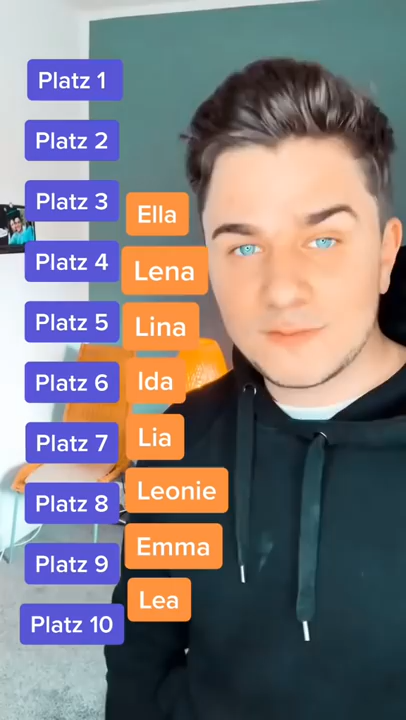 Platz 1
Platz 2
Platz 3
Ella
Platz 4
Lena
Platz 5
Lina
Platz 6
Ida
Platz 7
Lia
Platz 8
Leonie
Platz 9
Emma
Platz 10
Lea